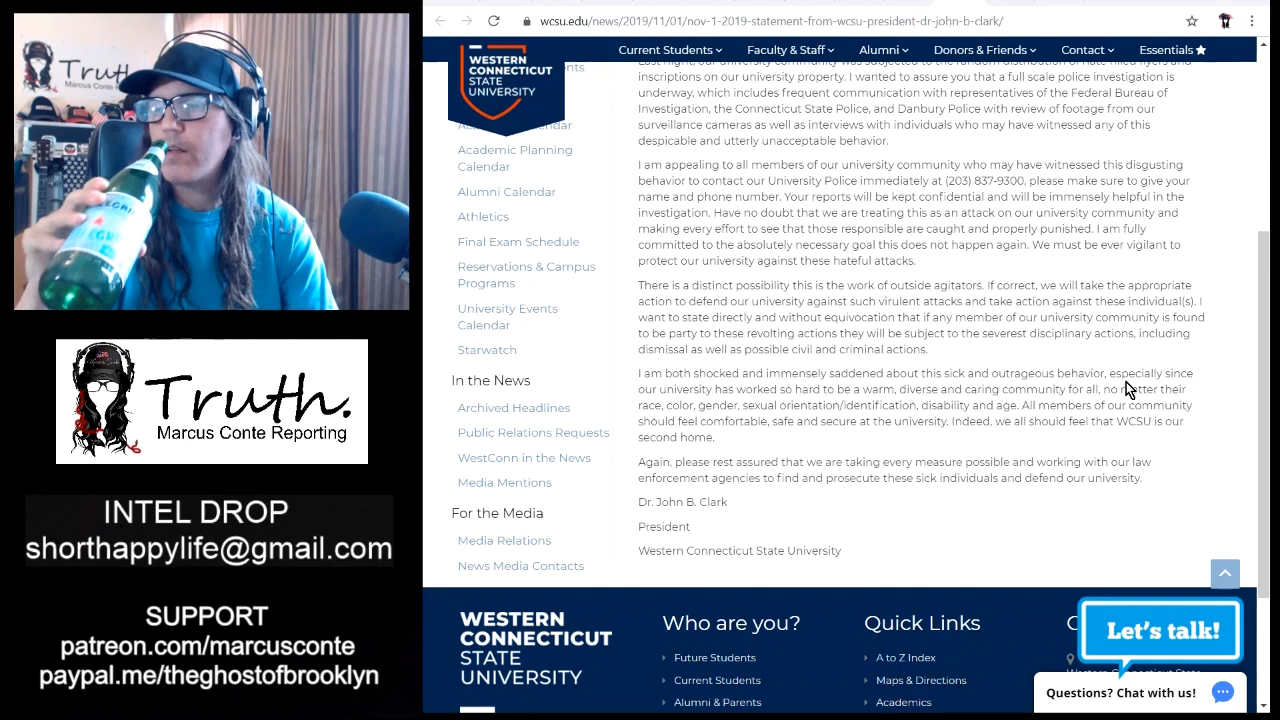 wcsu.edu/news/2019/11/01/nov-1-2019-statement-from-wcsu-president-dr-john-b-clark/
Current Students
Faculty & Staff
Alumni
Donors & Friends
Contact
Essentials
WESTERN
CONNECTICUT
STATE
UNIVERSITY
Truth
Marcus Conte
Academic Planning
Calendar
Alumni Calendar
Athletics
Final Exam Schedule
Reservations & Campus
Programs
University Events
Calendar
Starwatch
In the News
Archived Headlines
Public Relations Requests
WestConn in the News
Media Mentions
For the Media
Media Relations
News Media Contacts
Last night, our university community was subjected to the random distribution of hate-filled flyers and
inscriptions on our university property. I wanted to assure you that a full scale police investigation is
underway, which includes frequent communication with representatives of the Federal Bureau of
Investigation, the Connecticut State Police, and Danbury Police with review of footage from our
surveillance cameras as well as interviews with individuals who may have witnessed any of this
despicable and utterly unacceptable behavior.
I am appealing to all members of our university community who may have witnessed this disgusting
behavior to contact our University Police immediately at (203) 837-9300, please make sure to give your
name and phone number. Your reports will be kept confidential and will be immensely helpful in the
investigation. Have no doubt that we are treating this as an attack on our university community and
making every effort to see that those responsible are caught and properly punished. I am fully
committed to the absolutely necessary goal this does not happen again. We must be ever vigilant to
protect our university against these hateful attacks.
There is a distinct possibility this is the work of outside agitators. If correct, we will take the appropriate
action to defend our university against such virulent attacks and take action against these individual(s). I
want to state directly and without equivocation that if any member of our university community is found
to be party to these revolting actions they will be subject to the severest disciplinary actions, including
dismissal as well as possible civil and criminal actions.
I am both shocked and immensely saddened about this sick and outrageous behavior, especially since
our university has worked so hard to be a warm, diverse and caring community for all, no matter their
race, color, gender, sexual orientation/identification, disability and age. All members of our community
should feel comfortable, safe and secure at the university. Indeed, we all should feel that WCSU is our
second home.
Again, please rest assured that we are taking every measure possible and working with our law
enforcement agencies to find and prosecute these sick individuals and defend our university.
Dr. John B. Clark
President
Western Connecticut State University
Truth.
Marcus Conte Reporting
INTEL DROP
shorthappylife@gmail.com
SUPPORT
patreon.com/marcusconte
paypal.me/theghostofbrooklyn
WESTERN
CONNECTICUT
STATE
UNIVERSITY
Who are you?
Future Students
Current Students
Alumni & Parents
Quick Links
A to Z Index
Maps & Directions
Academics
Let's talk!
Questions? Chat with us!